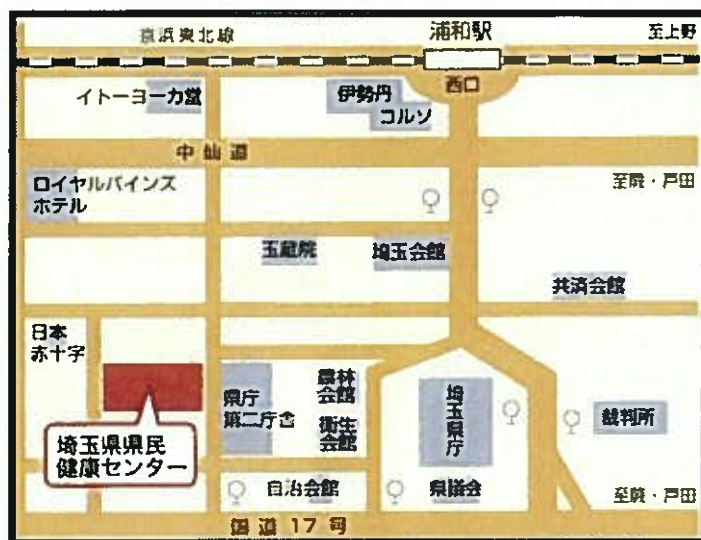 京浜東北線
浦和駅
至上野
西口
イトーヨーカ堂
伊勢丹
コルソ
中仙道
ロイヤルパインズ
ホテル
至蕨・戸田
玉蔵院
埼玉会館
共済会館
日本
赤十字
県庁
第二庁舎
農林
会館
衛生
会館
埼玉県庁
裁判所
埼玉県県民
健康センター
自治会館
県議会
至蕨・戸田
国道17号